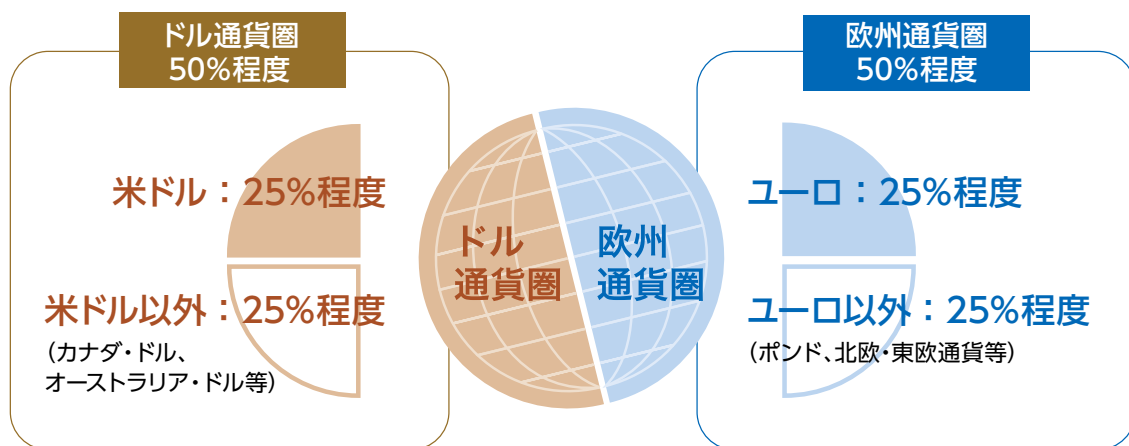 ドル通貨圏
50%程度
米ドル：25%程度
米ドル以外：25%程度
（カナダ・ドル、
オーストラリア・ドル等）
ドル
通貨圏
欧州
通貨圏
欧州通貨圏
50%程度
ユーロ：25%程度
ユーロ以外：25%程度
（ポンド、北欧・東欧通貨等）